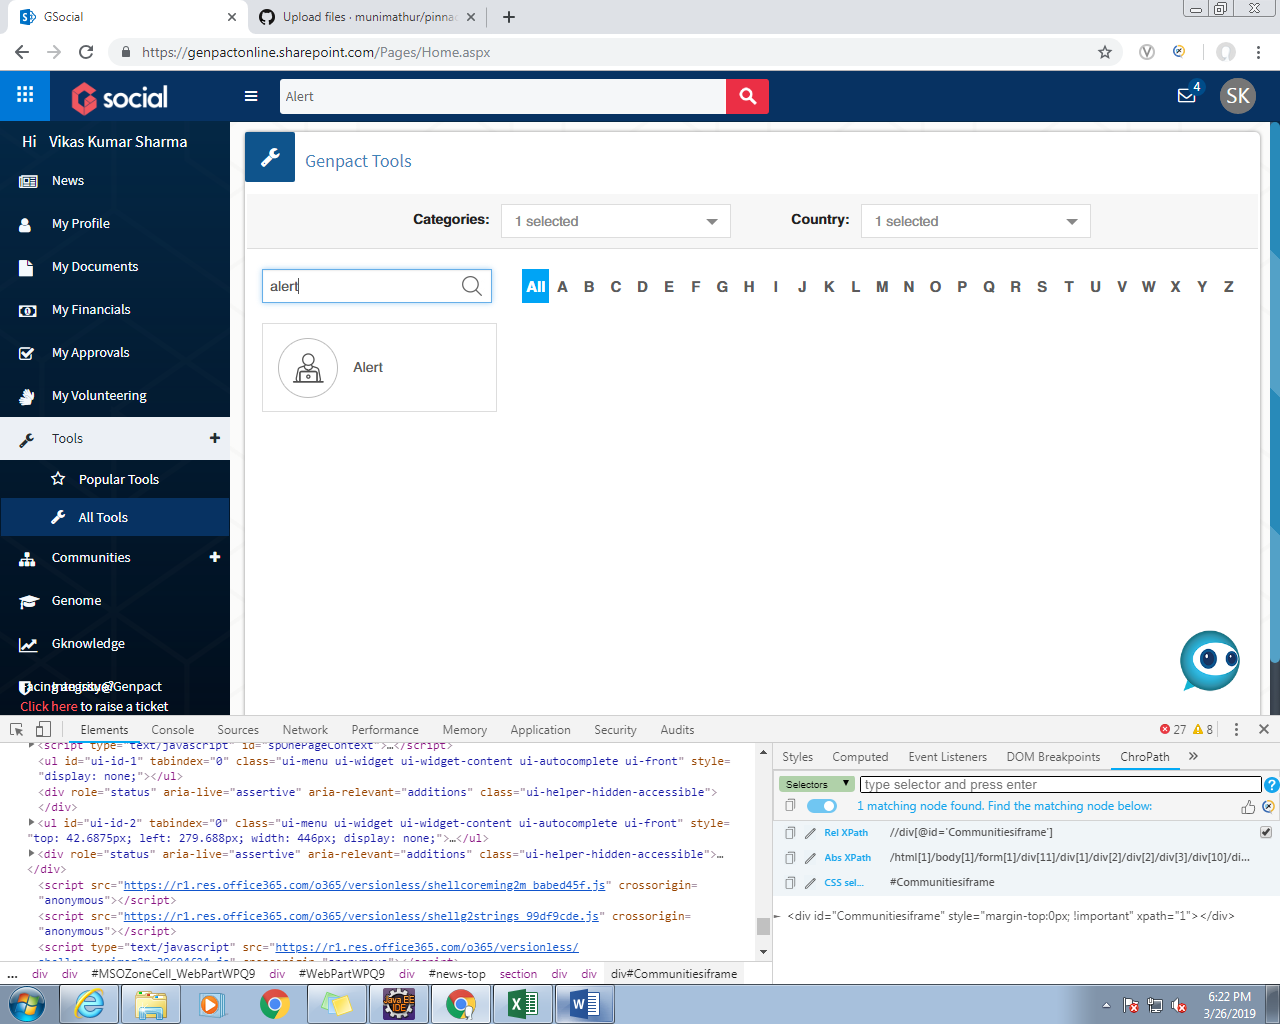 GSocial
Upload files · munimathur/pinnac
https://genpactonline.sharepoint.com/Pages/Home.aspx
social
Alert
4
SK
Hi Vikas Kumar Sharma
News
My Profile
My Documents
My Financials
My Approvals
My Volunteering
Tools
Popular Tools
All Tools
Communities
Genome
Gknowledge
Click here to raise a ticket
Genpact Tools
Categories:
1 selected
Country:
1 selected
alert
All A B C D E F G H I J K L M N O P Q R S T U V W X Y Z
Alert
Elements Console Sources Network Performance Memory Application Security Audits
27 8
<script type="text/javascript" id="spOnePageContext">…</script>
<ul id="ui-id-1" tabindex="0" class="ui-menu ui-widget ui-widget-content ui-autocomplete ui-front" style=
"display: none;"></ul>
<div role="status" aria-live="assertive" aria-relevant="additions" class="ui-helper-hidden-accessible">
</div>
<ul id="ui-id-2" tabindex="0" class="ui-menu ui-widget ui-widget-content ui-autocomplete ui-front" style=
"top: 42.6875px; left: 279.688px; width: 446px; display: none;">…</ul>
<div role="status" aria-live="assertive" aria-relevant="additions" class="ui-helper-hidden-accessible">…
</div>
<script src="https://r1.res.office365.com/o365/versionless/shellcoreming2m_babed45f.js" crossorigin=
"anonymous"></script>
<script src="https://r1.res.office365.com/o365/versionless/shellg2strings_99df9cde.js" crossorigin=
"anonymous"></script>
<script type="text/javascript" src="https://r1.res.office365.com/o365/versionless/
... div div #MSOZoneCell_WebPartWPQ9 div #WebPartWPQ9 div #news-top section div div div#Communitiesiframe
Styles Computed Event Listeners DOM Breakpoints ChroPath
Selectors
type selector and press enter
1 matching node found. Find the matching node below:
Rel XPath //div[@id='Communitiesiframe']
Abs XPath /html[1]/body[1]/form[1]/div[11]/div[1]/div[2]/div[2]/div[3]/div[10]/di...
CSS sel... #Communitiesiframe
<div id="Communitiesiframe" style="margin-top:0px; !important" xpath="1"></div>
Java EE
IDE
6:22 PM
3/26/2019